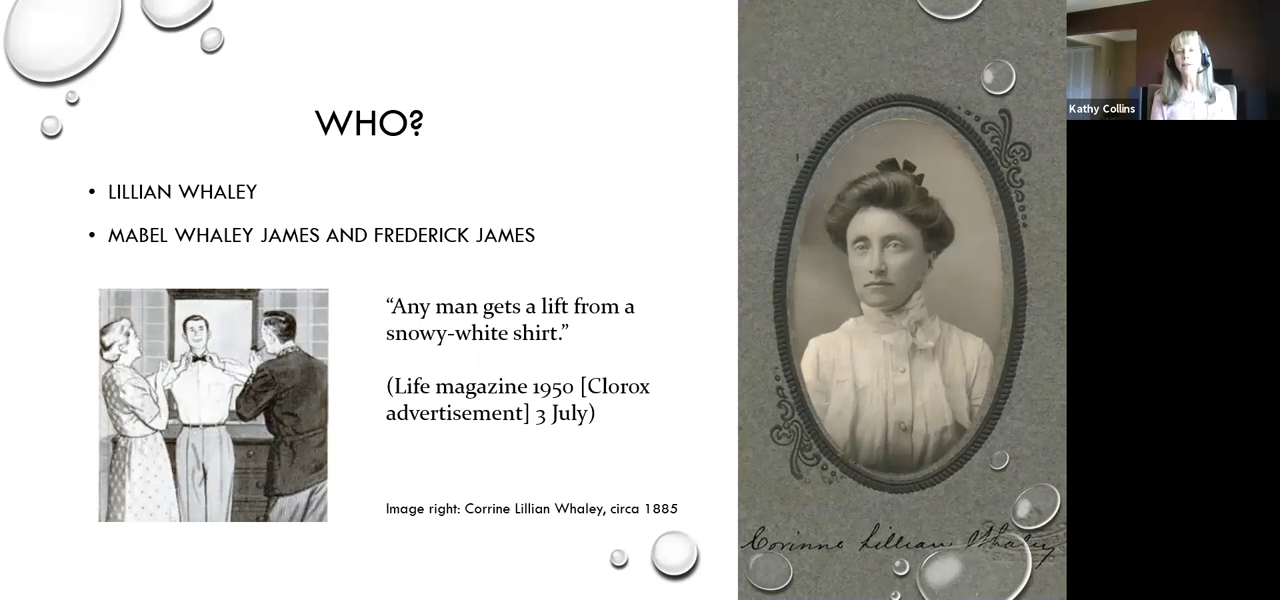 WHO?
• LILLIAN WHALEY
• MABEL WHALEY JAMES AND FREDERICK JAMES
“Any man gets a lift from a
snowy-white shirt.”
(Life magazine 1950 [Clorox
advertisement] 3 July)
Image right: Corrine Lillian Whaley, circa 1885
Corinne Lillian Whaley
Kathy Collins